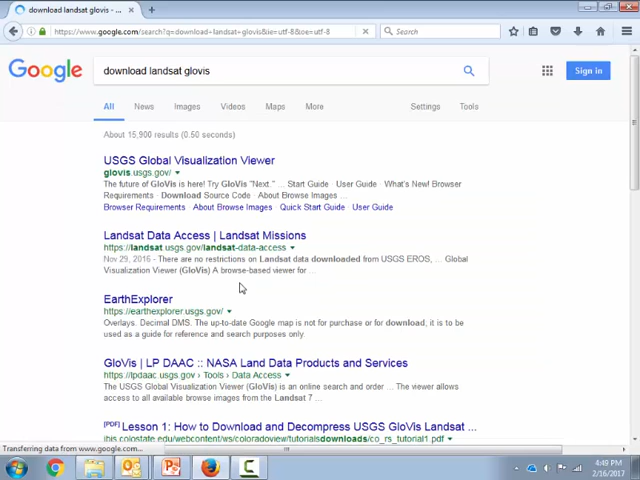 download landsat glovis - ...
https://www.google.com/search?q=download+landsat+glovis&ie=utf-8&oe=utf-8
Search
Google
download landsat glovis
Sign in
All News Images Videos Maps More Settings Tools
About 15,900 results (0.50 seconds)
USGS Global Visualization Viewer
glovis.usgs.gov/
The future of GloVis is here! Try GloVis "Next." ... Start Guide · User Guide · What's New! Browser
Requirements · Download Source Code · About Browse Images ·
Browser Requirements · About Browse Images · Quick Start Guide · User Guide
Landsat Data Access | Landsat Missions
https://landsat.usgs.gov/landsat-data-access
Nov 29, 2016 - There are no restrictions on Landsat data downloaded from USGS EROS, ... Global
Visualization Viewer (GloVis) A browse-based viewer for ...
EarthExplorer
https://earthexplorer.usgs.gov/
Overlays. Decimal DMS. The up-to-date Google map is not for purchase or for download; it is to be
used as a guide for reference and search purposes only.
GloVis | LP DAAC :: NASA Land Data Products and Services
https://lpdaac.usgs.gov › Tools › Data Access
The USGS Global Visualization Viewer (GloVis) is an online search and order ... The viewer allows
access to all available browse images from the Landsat 7 ...
[PDF] Lesson 1: How to Download and Decompress USGS GloVis Landsat ...
ibis.colostate.edu/webcontent/ws/coloradoview/tutorialsdownloads/co_rs_tutorial1.pdf
Transferring data from www.google.com...
4:49 PM
2/16/2017